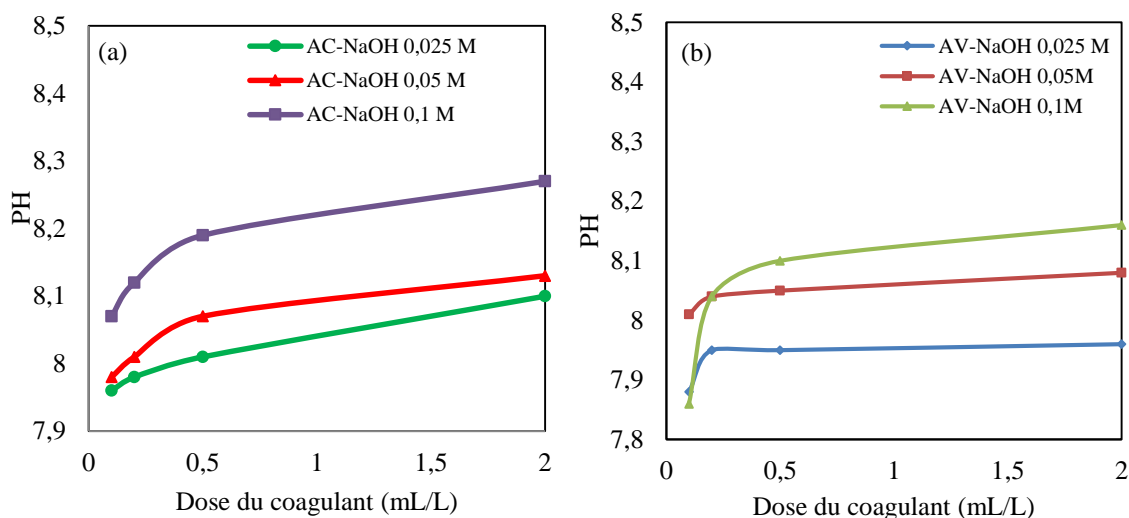 (a)
AC-NaOH 0,025 M
AC-NaOH 0,05 M
AC-NaOH 0,1 M
8,5
8,4
8,3
8,2
8,1
8
7,9
PH
0
0,5
1
1,5
2
Dose du coagulant (mL/L)
(b)
AV-NaOH 0,025 M
AV-NaOH 0,05M
AV-NaOH 0,1M
8,5
8,4
8,3
8,2
8,1
8
7,9
7,8
PH
0
0,5
1
1,5
2
Dose du coagulant (mL/L)